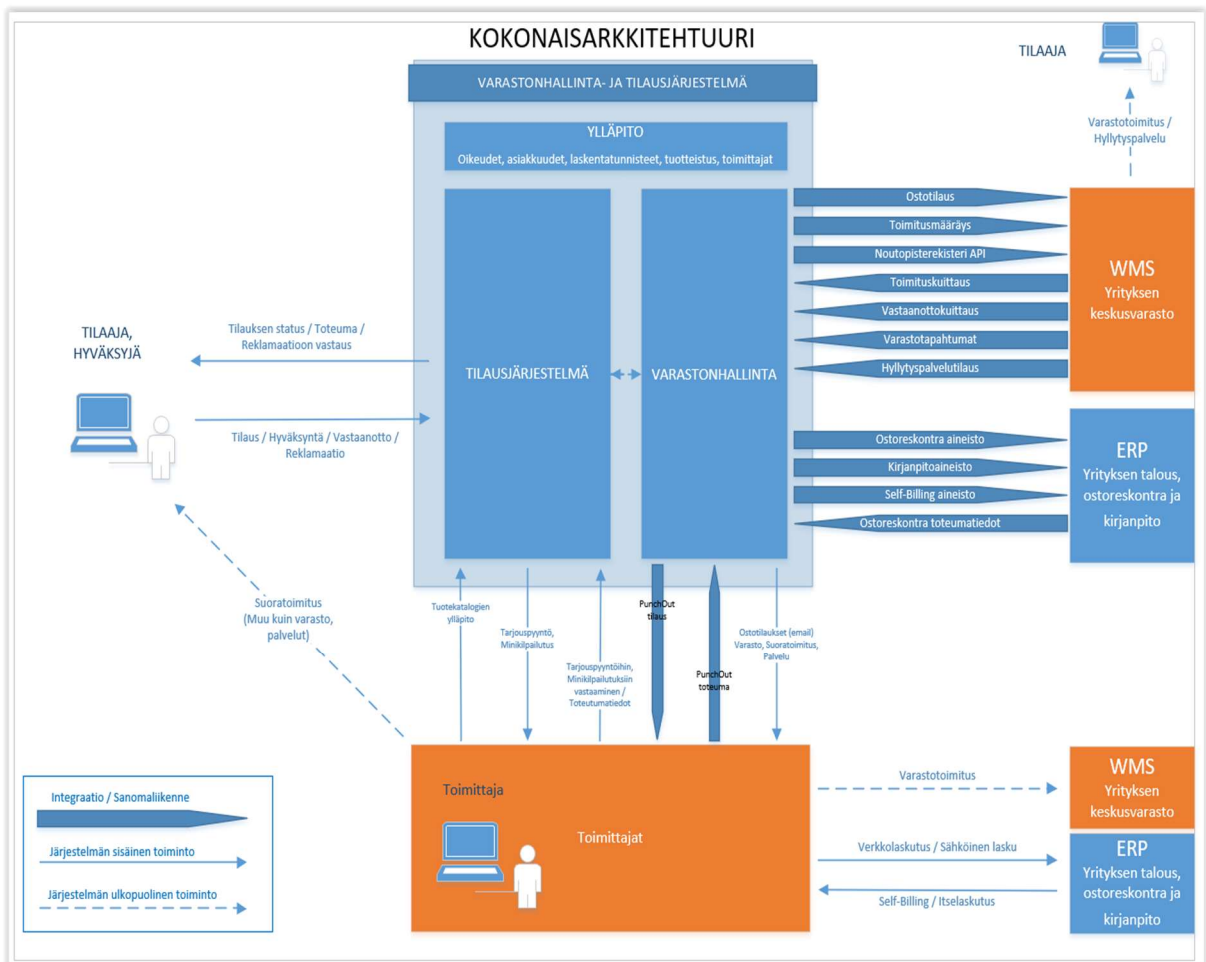 KOKONAISARKKITEHTUURI
TILAAJA
VARASTONHALLINTA- JA TILAUSJÄRJESTELMÄ
Varastotoimitus /
Hyllytyspalvelu
YLLÄPITO
Oikeudet, asiakkuudet, laskentatunnisteet, tuotteistus, toimittajat
TILAUSJÄRJESTELMÄ
VARASTONHALLINTA
Ostotilaus
Toimitusmääräys
Noutopisterekisteri API
Toimituskuittaus
Vastaanottokuittaus
Varastotapahtumat
Hyllytyspalvelutilaus
WMS
Yrityksen
keskusvarasto
TILAAJA,
HYVÄKSYJÄ
Tilauksen status / Toteuma /
Reklamaatioon vastaus
Tilaus / Hyväksyntä / Vastaanotto /
Reklamaatio
Ostoreskontra aineisto
Kirjanpitoaineisto
Self-Billing aineisto
Ostoreskontra toteumatiedot
ERP
Yrityksen talous,
ostoreskontra ja
kirjanpito
Suoratoimitus
(Muu kuin varasto,
palvelut)
Tuotekatalogien
ylläpito
Tarjouspyyntö,
Minikilpailutus
Tarjouspyyntöihin,
Minikilpailutuksiin
vastaaminen /
Toteutumatiedot
PunchOut
tilaus
PunchOut
toteuma
Ostotilaukset (email)
Varasto, Suoratoimitus,
Palvelu
Toimittaja
Toimittajat
Varastotoimitus
WMS
Yrityksen
keskusvarasto
Verkkolaskutus / Sähköinen lasku
Self-Billing / Itselaskutus
ERP
Yrityksen talous,
ostoreskontra ja
kirjanpito
Integraatio / Sanomaliikenne
Järjestelmän sisäinen toiminto
Järjestelmän ulkopuolinen toiminto